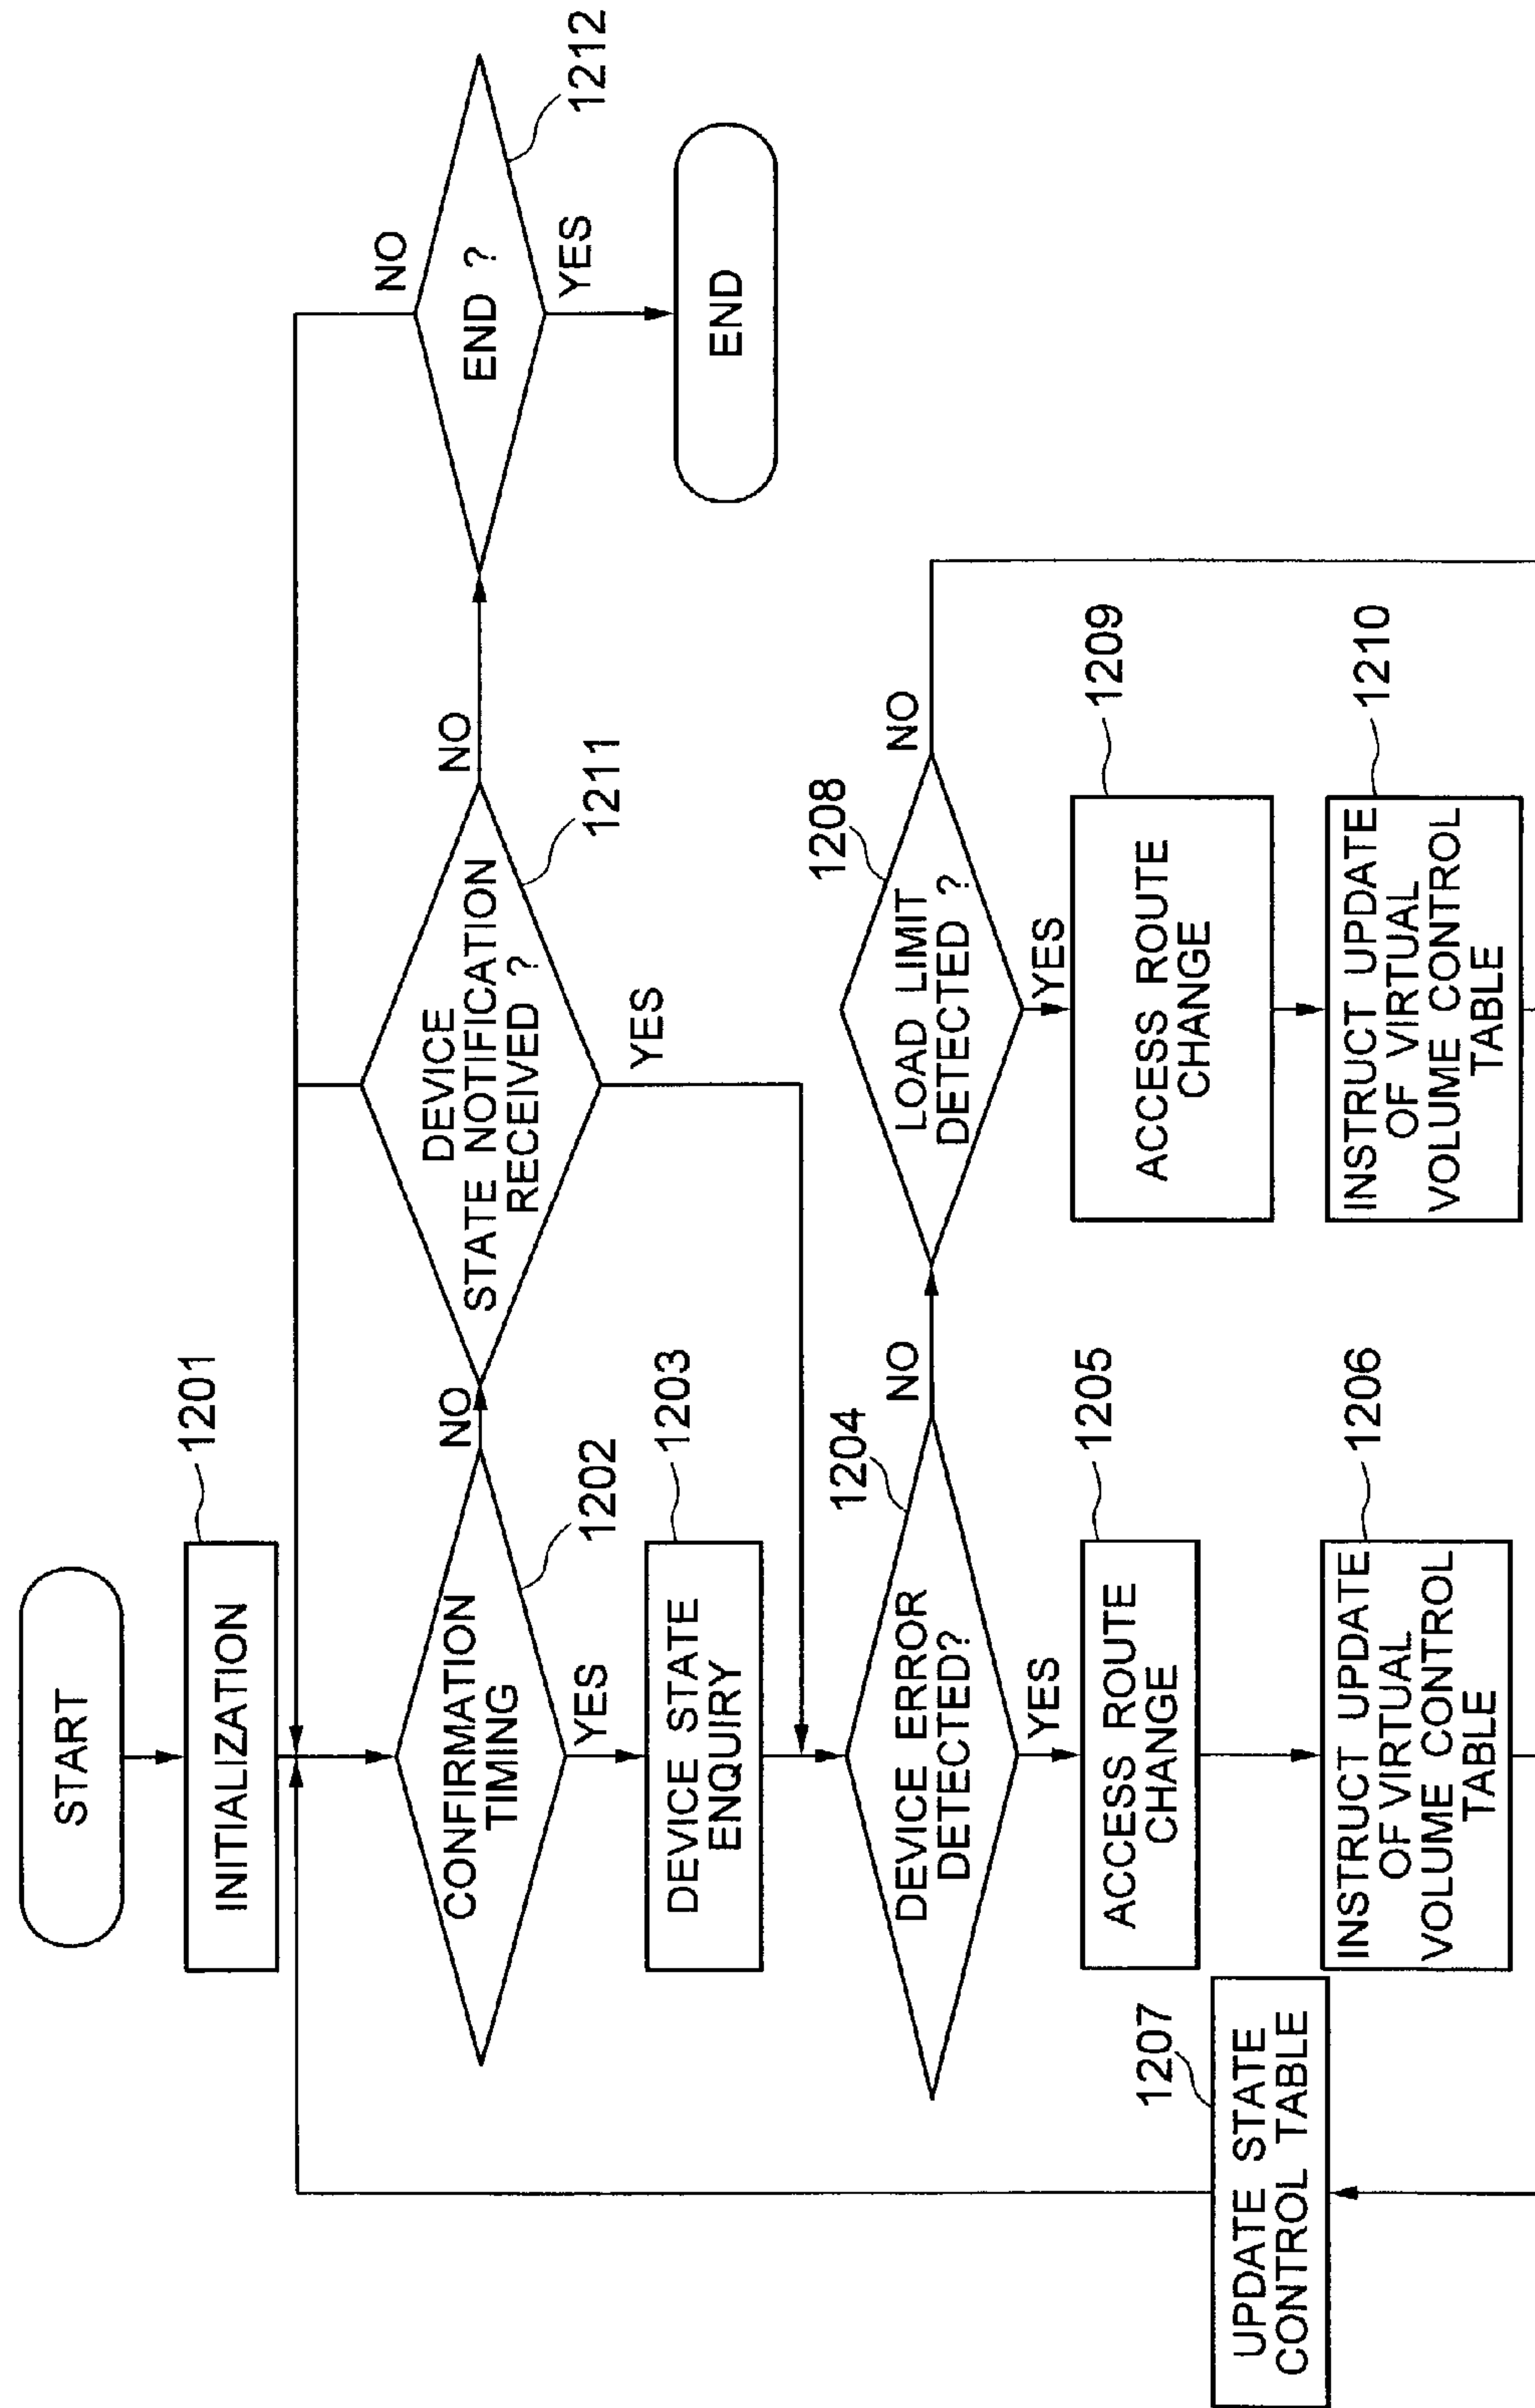 START
INITIALIZATION
1201
CONFIRMATION
TIMING
1202
NO
YES
DEVICE
STATE NOTIFICATION
RECEIVED ?
1211
NO
YES
END ?
1212
NO
YES
END
DEVICE STATE
ENQUIRY
1203
DEVICE ERROR
DETECTED?
1204
NO
YES
LOAD LIMIT
DETECTED ?
1208
NO
YES
ACCESS ROUTE
CHANGE
1205
ACCESS ROUTE
CHANGE
1209
INSTRUCT UPDATE
OF VIRTUAL
VOLUME CONTROL
TABLE
1206
INSTRUCT UPDATE
OF VIRTUAL
VOLUME CONTROL
TABLE
1210
UPDATE STATE
CONTROL TABLE
1207